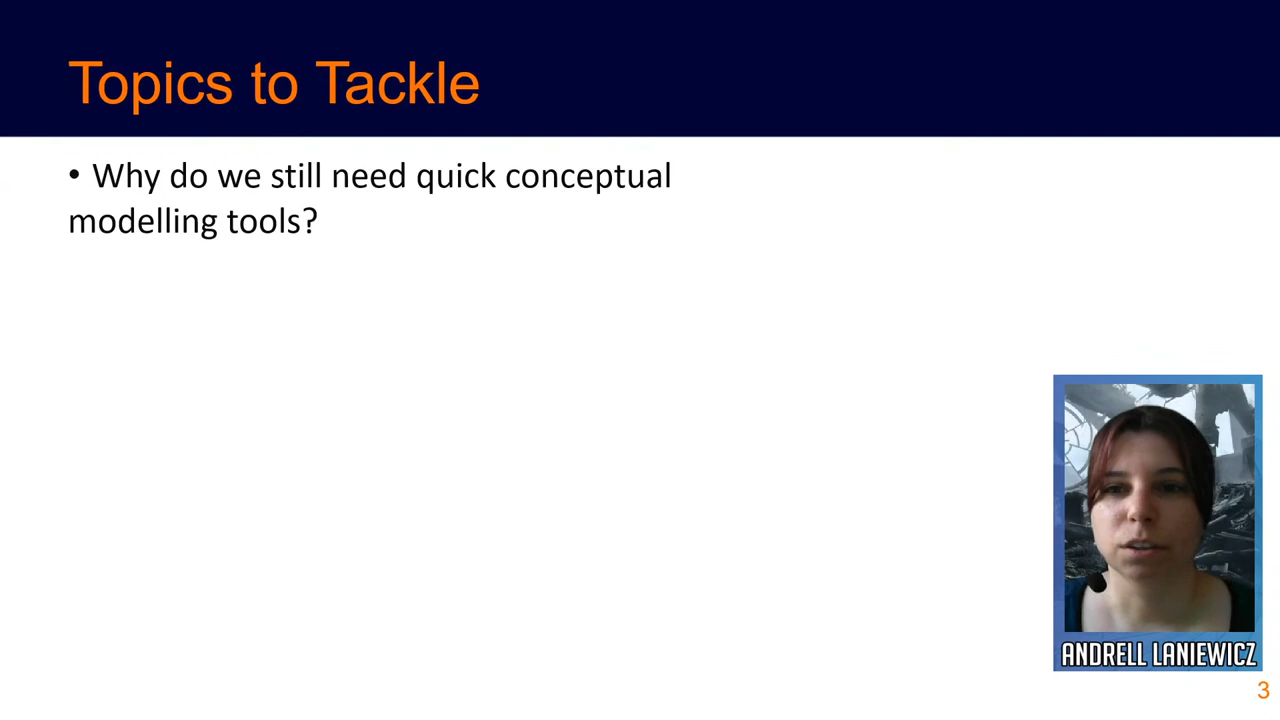 Topics to Tackle
• Why do we still need quick conceptual
modelling tools?
ANDRELL LANIEWICZ
3